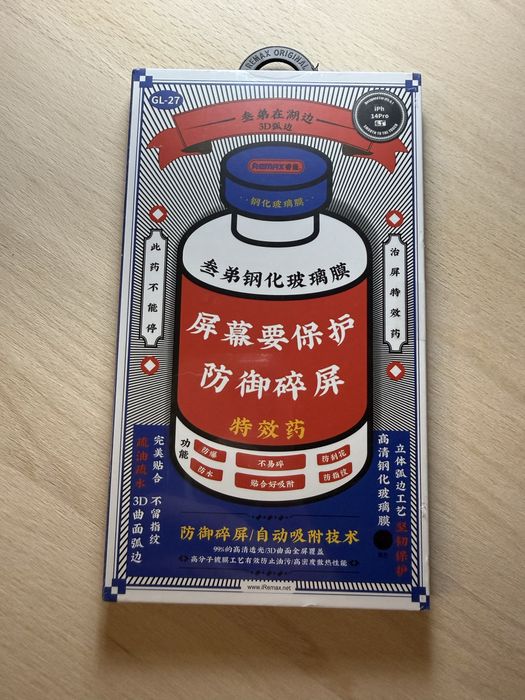 REMAX ORIGINAL
GL-27
叁弟在湖边
3D弧边
iPh
14Pro
REMAX睿量
·钢化玻璃膜·
叁弟钢化玻璃膜
此药不能停
治屏特效药
屏幕要保护
防御碎屏
特效药
功能
防爆
不易碎
防刮花
防水
贴合好吸附
防指纹
完美贴合 不留指纹
疏油疏水 3D曲面弧边
高清钢化玻璃膜
立体弧边工艺 坚韧保护
防御碎屏/自动吸附技术
99%的高清透光/3D曲面全屏覆盖
高分子镀膜工艺有效防止油污/高密度散热性能
www.iRemax.net